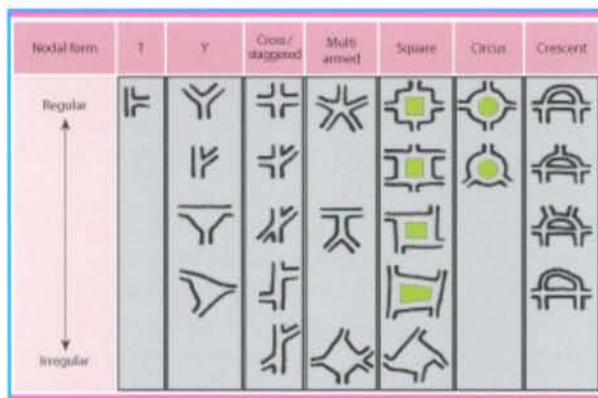 Nodal form
T
Y
Cross /
staggered
Multi
armed
Square
Circus
Crescent
Regular
Irregular